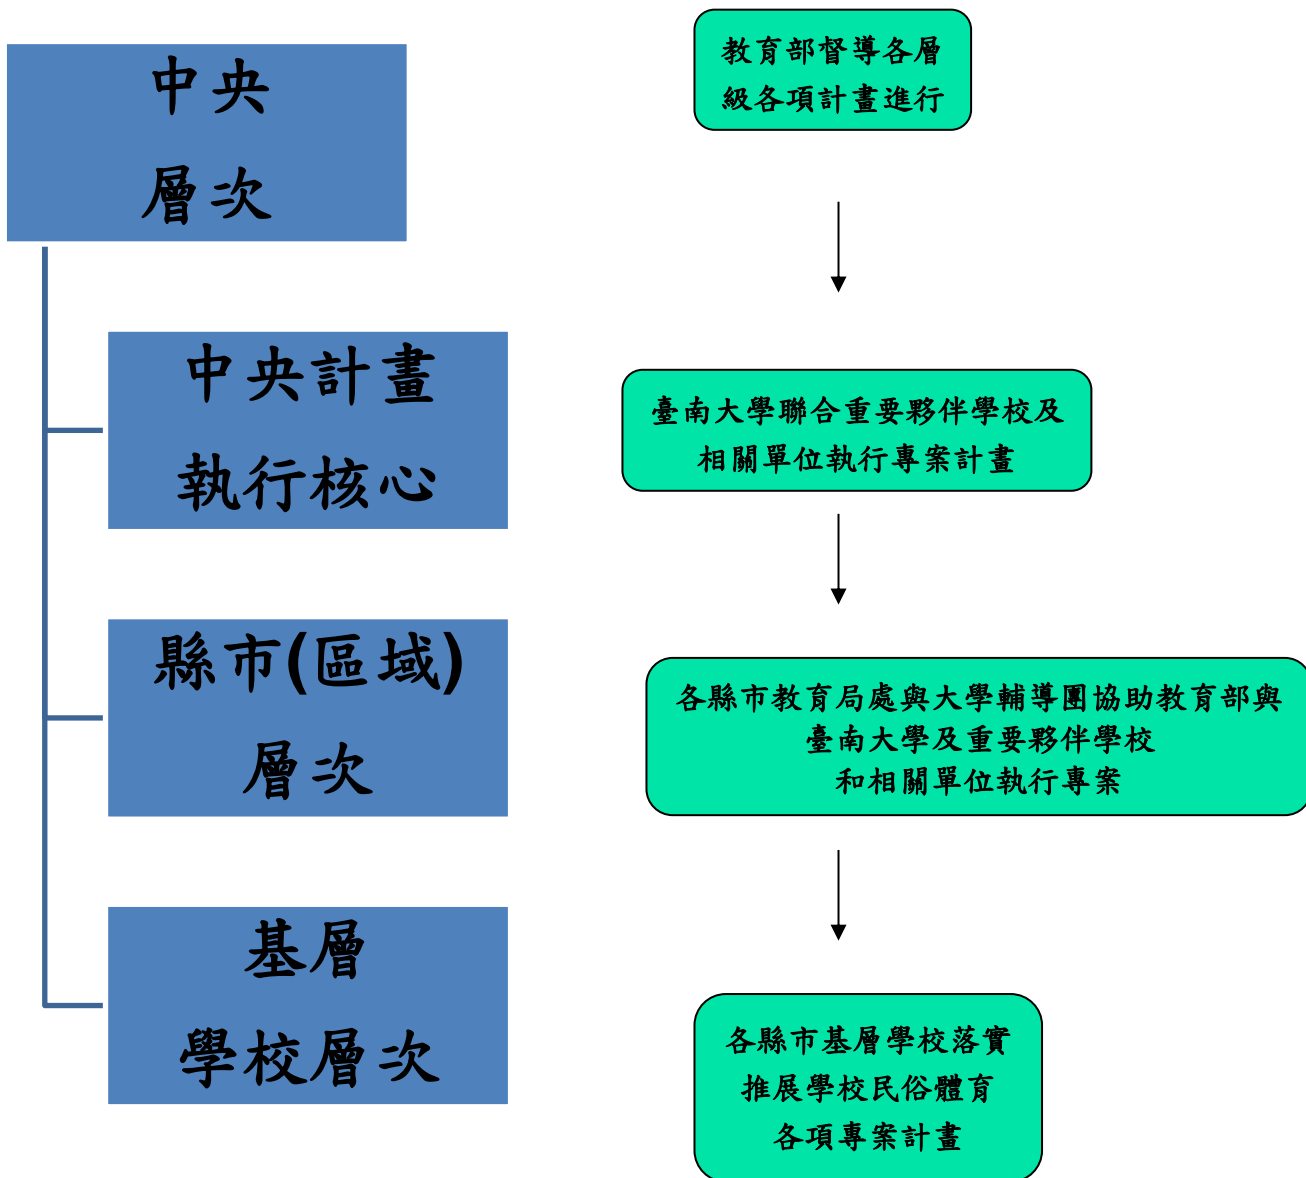 中央
層次
教育部督導各層
級各項計畫進行
中央計畫
執行核心
臺南大學聯合重要夥伴學校及
相關單位執行專案計畫
縣市(區域)
層次
各縣市教育局處與大學輔導團協助教育部與
臺南大學及重要夥伴學校
和相關單位執行專案
基層
學校層次
各縣市基層學校落實
推展學校民俗體育
各項專案計畫